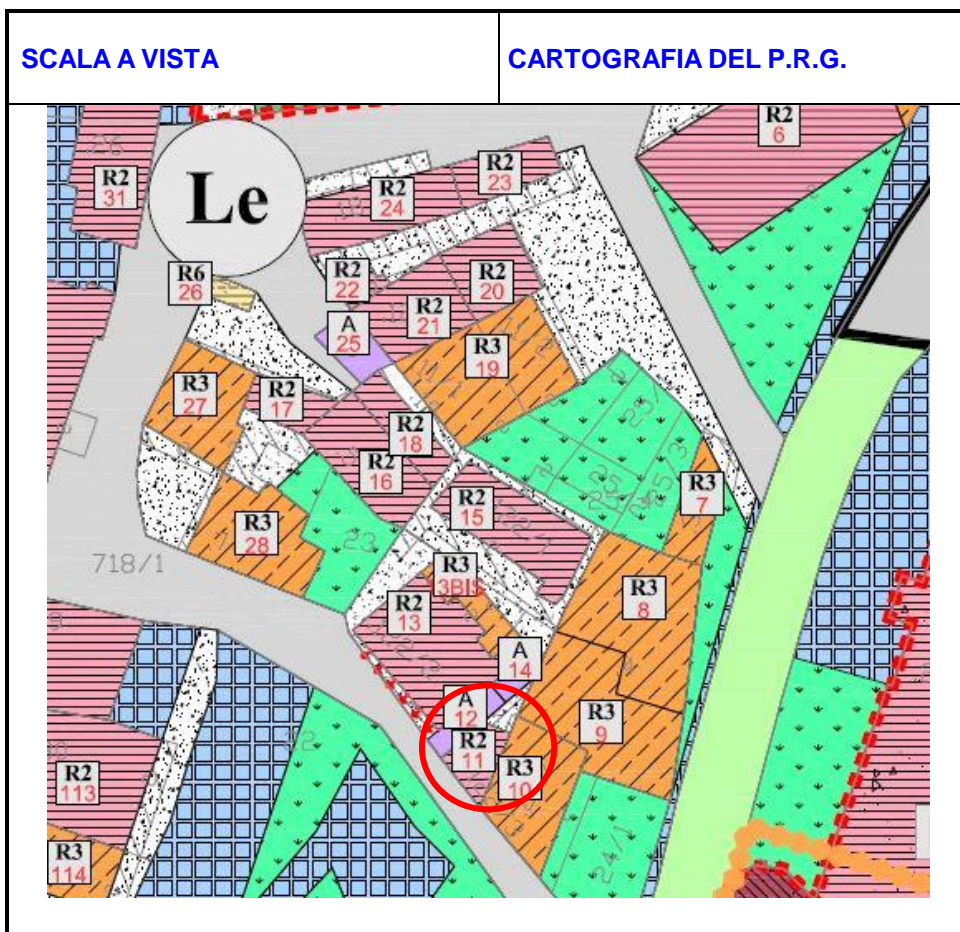 SCALA A VISTA
CARTOGRAFIA DEL P.R.G.
R2
6
R2
23
R2
31
R2
24
Le
R6
26
R2
22
R2
20
R2
21
A
25
R3
19
R3
27
R2
17
R2
18
R2
16
R3
7
R2
15
R3
28
23
718/1
R3
3BIS
R3
8
R2
13
A
14
A
12
R3
9
R2
11
R3
10
R2
113
24/1
R3
114